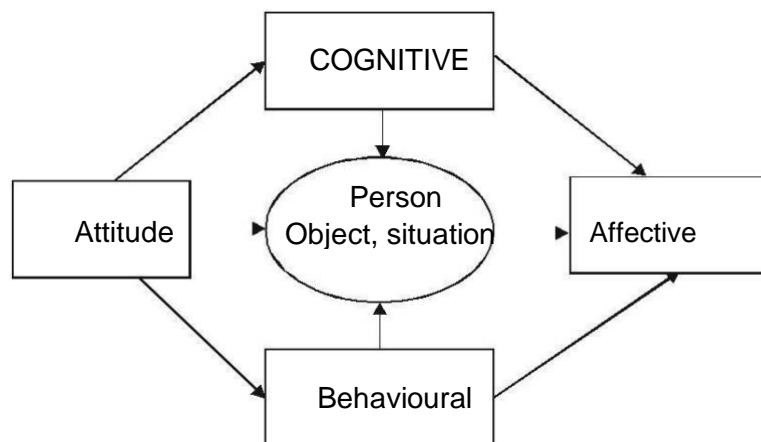 COGNITIVE
Person
Object, situation
Attitude
Affective
Behavioural